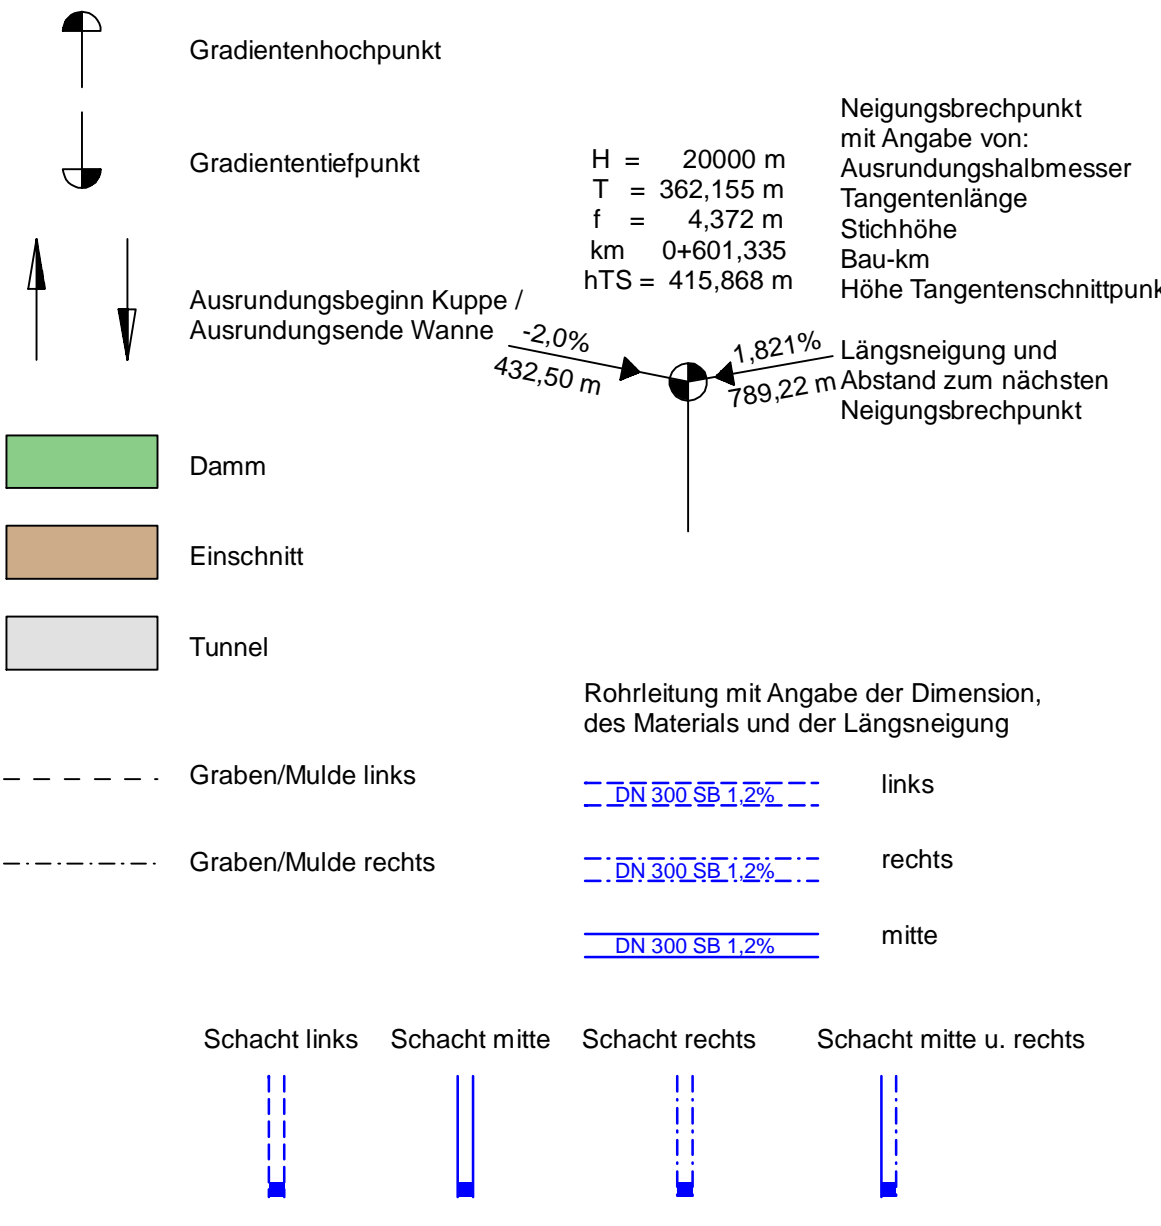 Gradientenhochpunkt
Gradiententiefpunkt
H = 20000 m
T = 362,155 m
f = 4,372 m
km 0+601,335
hTS = 415,868 m
Neigungsbrechpunkt
mit Angabe von:
Ausrundungshalbmesser
Tangentenlänge
Stichhöhe
Bau-km
Höhe Tangentenschnittpunk
Ausrundungsbeginn Kuppe /
Ausrundungsende Wanne
-2,0%
432,50 m
1,821%
789,22 m
Längsneigung und
Abstand zum nächsten
Neigungsbrechpunkt
Damm
Einschnitt
Tunnel
Rohrleitung mit Angabe der Dimension,
des Materials und der Längsneigung
Graben/Mulde links
DN 300 SB 1,2%
links
Graben/Mulde rechts
DN 300 SB 1,2%
rechts
DN 300 SB 1,2%
mitte
Schacht links
Schacht mitte
Schacht rechts
Schacht mitte u. rechts